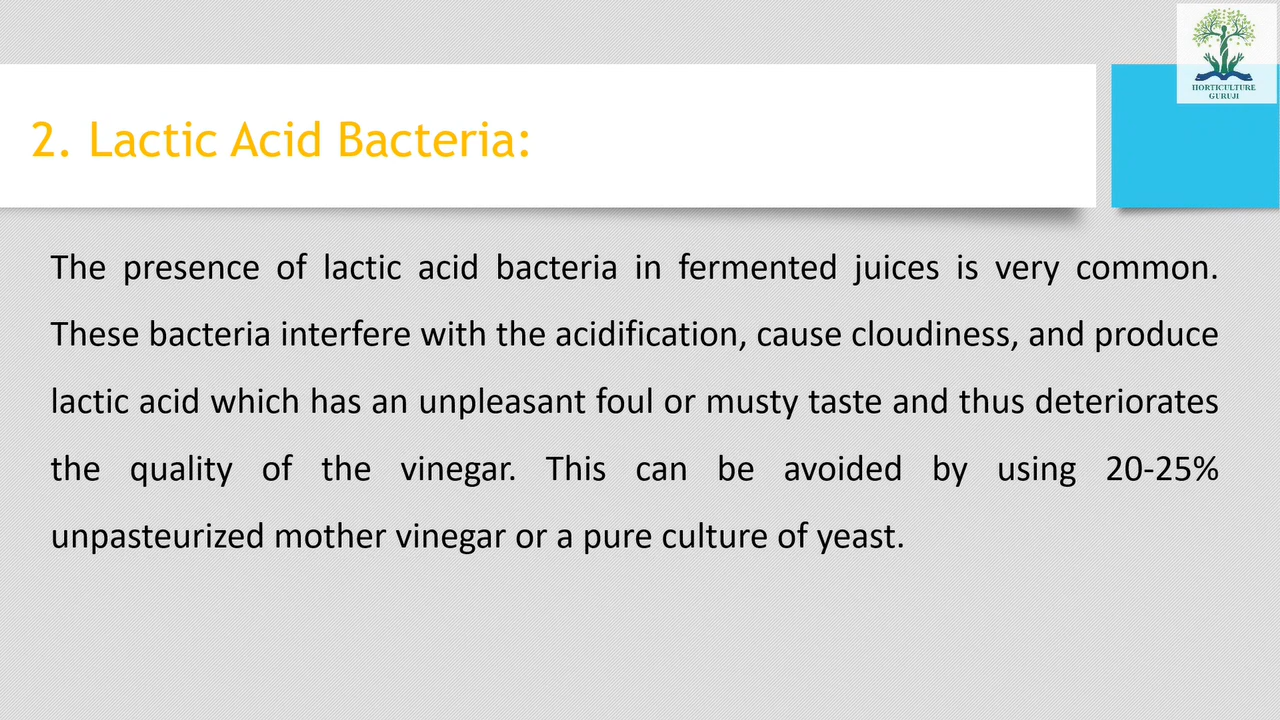 HORTICULTURE
GURUJI
2. Lactic Acid Bacteria:
The presence of lactic acid bacteria in fermented juices is very common.
These bacteria interfere with the acidification, cause cloudiness, and produce
lactic acid which has an unpleasant foul or musty taste and thus deteriorates
the quality of the vinegar. This can be avoided by using 20-25%
unpasteurized mother vinegar or a pure culture of yeast.